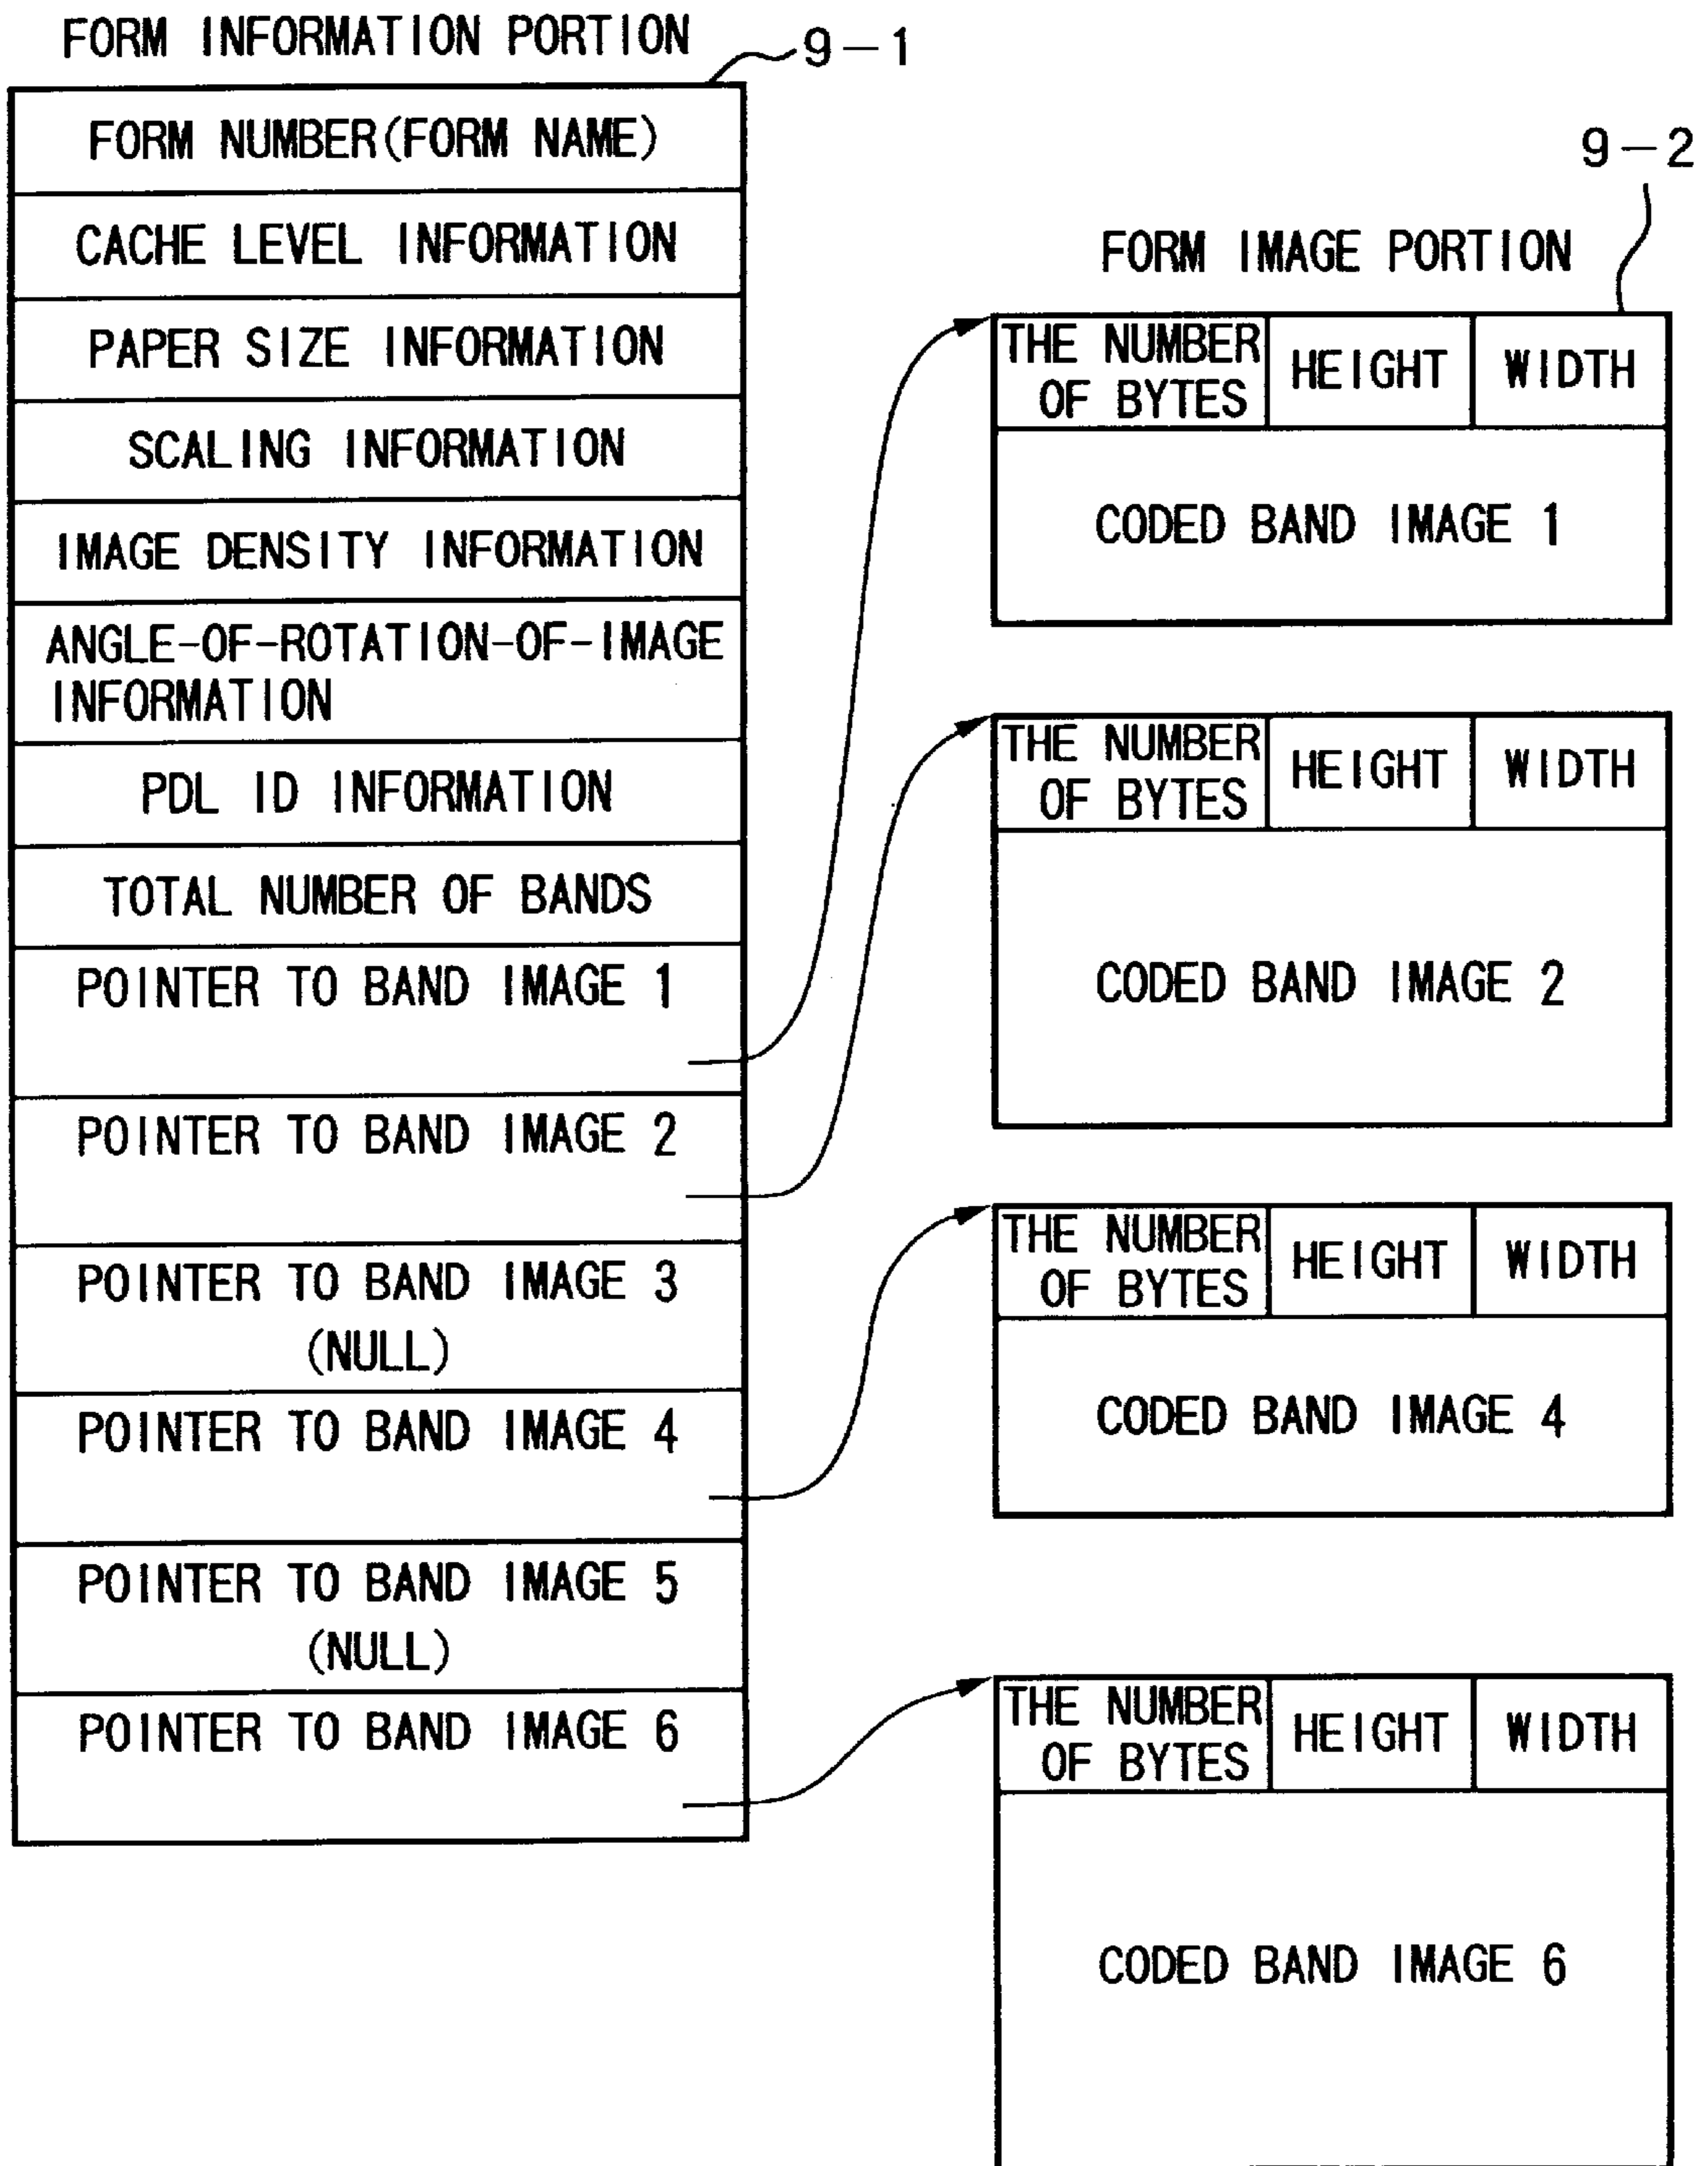 FORM INFORMATION PORTION
9-1
FORM NUMBER(FORM NAME)
CACHE LEVEL INFORMATION
PAPER SIZE INFORMATION
SCALING INFORMATION
IMAGE DENSITY INFORMATION
ANGLE-OF-ROTATION-OF-IMAGE
INFORMATION
PDL ID INFORMATION
TOTAL NUMBER OF BANDS
POINTER TO BAND IMAGE 1
POINTER TO BAND IMAGE 2
POINTER TO BAND IMAGE 3
(NULL)
POINTER TO BAND IMAGE 4
POINTER TO BAND IMAGE 5
(NULL)
POINTER TO BAND IMAGE 6
9-2
FORM IMAGE PORTION
THE NUMBER
OF BYTES
HEIGHT
WIDTH
CODED BAND IMAGE 1
THE NUMBER
OF BYTES
HEIGHT
WIDTH
CODED BAND IMAGE 2
THE NUMBER
OF BYTES
HEIGHT
WIDTH
CODED BAND IMAGE 4
THE NUMBER
OF BYTES
HEIGHT
WIDTH
CODED BAND IMAGE 6